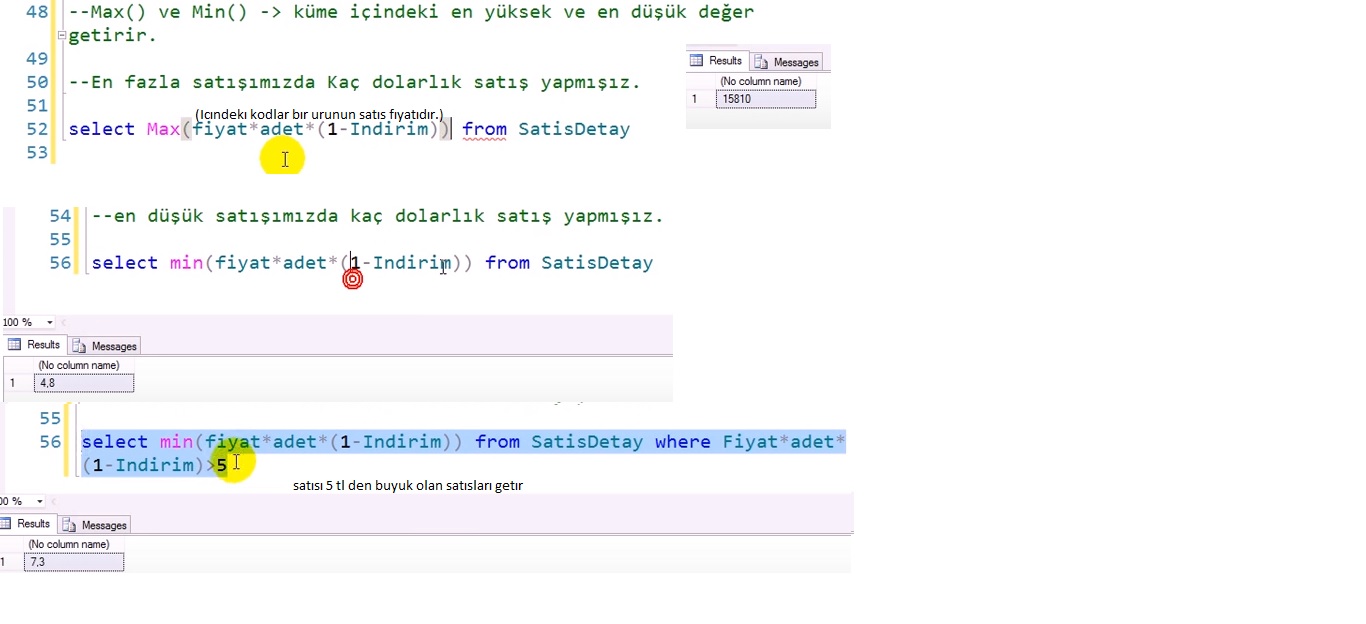 48 --Max() ve Min() -> küme içindeki en yüksek ve en düşük değer
getirir.
49
50 --En fazla satışımızda Kaç dolarlık satış yapmışız.
51
(Içındeki kodlar bir urunun satıs fiyatıdır.)
52 select Max(fiyat*adet*(1-Indirim)) from SatisDetay
53
Results Messages
(No column name)
1 15810
54 --en düşük satışımızda kaç dolarlık satış yapmışız.
55
56 select min(fiyat*adet*(1-Indirim)) from SatisDetay
100 %
Results Messages
(No column name)
1 4,8
55
56 select min(fiyat*adet*(1-Indirim)) from SatisDetay where Fiyat*adet*
(1-Indirim)>5
satısı 5 tl den buyuk olan satısları getır
00 %
Results Messages
(No column name)
1 7,3